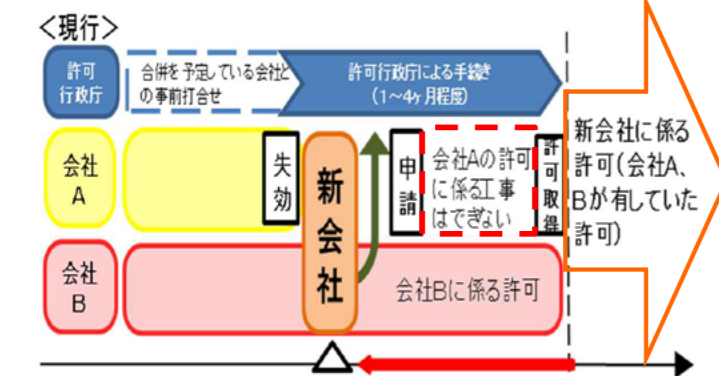 <現行>
許可
行政庁
合併を予定している会社と
の事前打合せ
許可行政庁による手続き
(1~4ヶ月程度)
会社
A
失効
新会社
申請
会社Aの許可
に係る工事
はできない
許可取得
新会社に係る
許可(会社A、
Bが有していた
許可)
会社
B
会社Bに係る許可